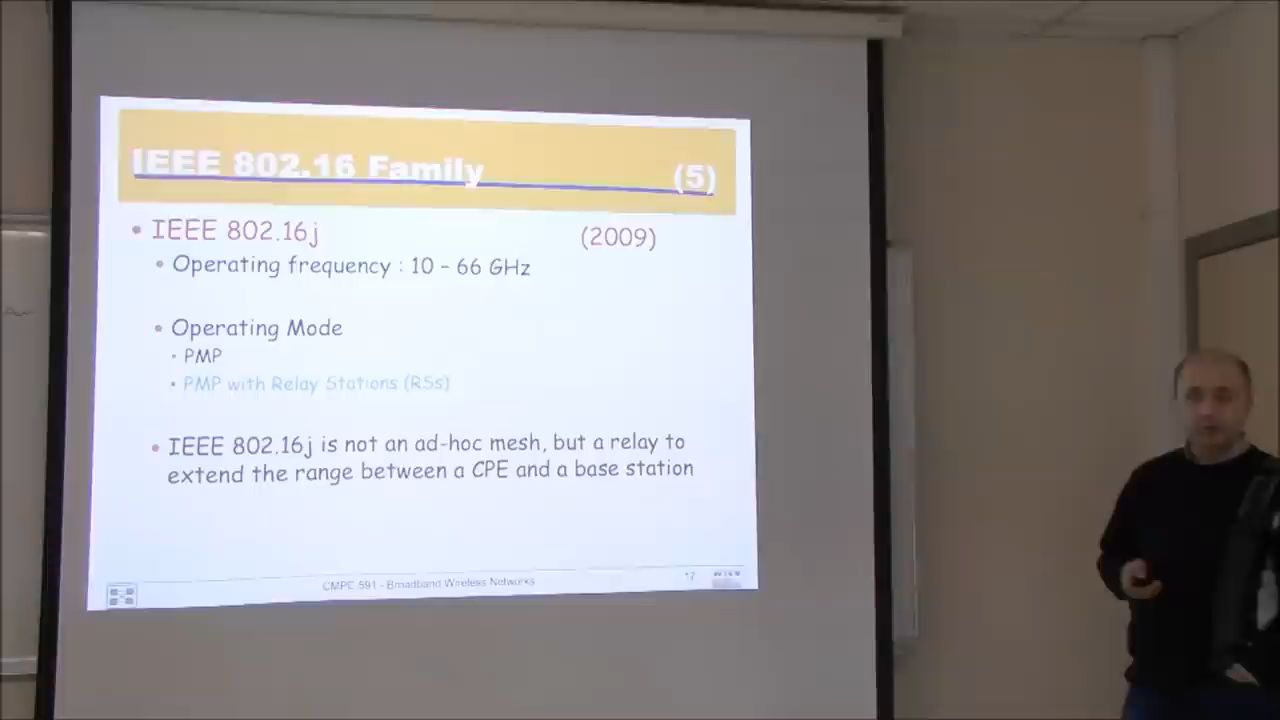 IEEE 802.16 Family (5)
• IEEE 802.16j (2009)
• Operating frequency : 10 – 66 GHz
• Operating Mode
• PMP
• PMP with Relay Stations (RSs)
• IEEE 802.16j is not an ad-hoc mesh, but a relay to
extend the range between a CPE and a base station
CMPE 591 - Broadband Wireless Networks 17